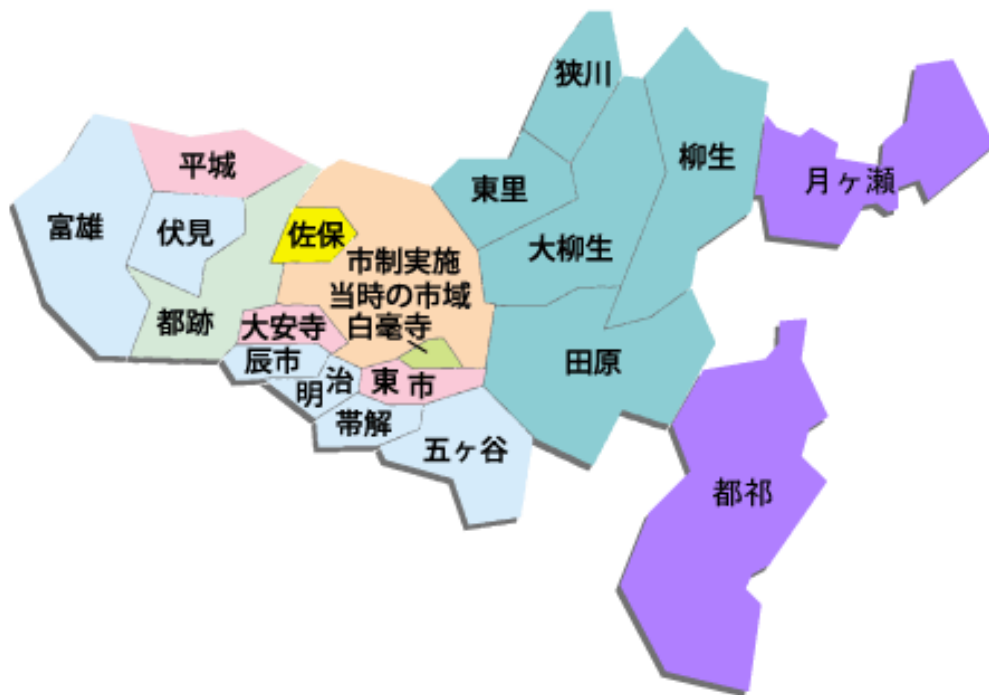 狭川
平城
柳生
月ヶ瀬
東里
富雄
伏見
佐保
大柳生
市制実施
当時の市域
白毫寺
都跡
大安寺
辰市
田原
明治
東市
帯解
五ヶ谷
都祁